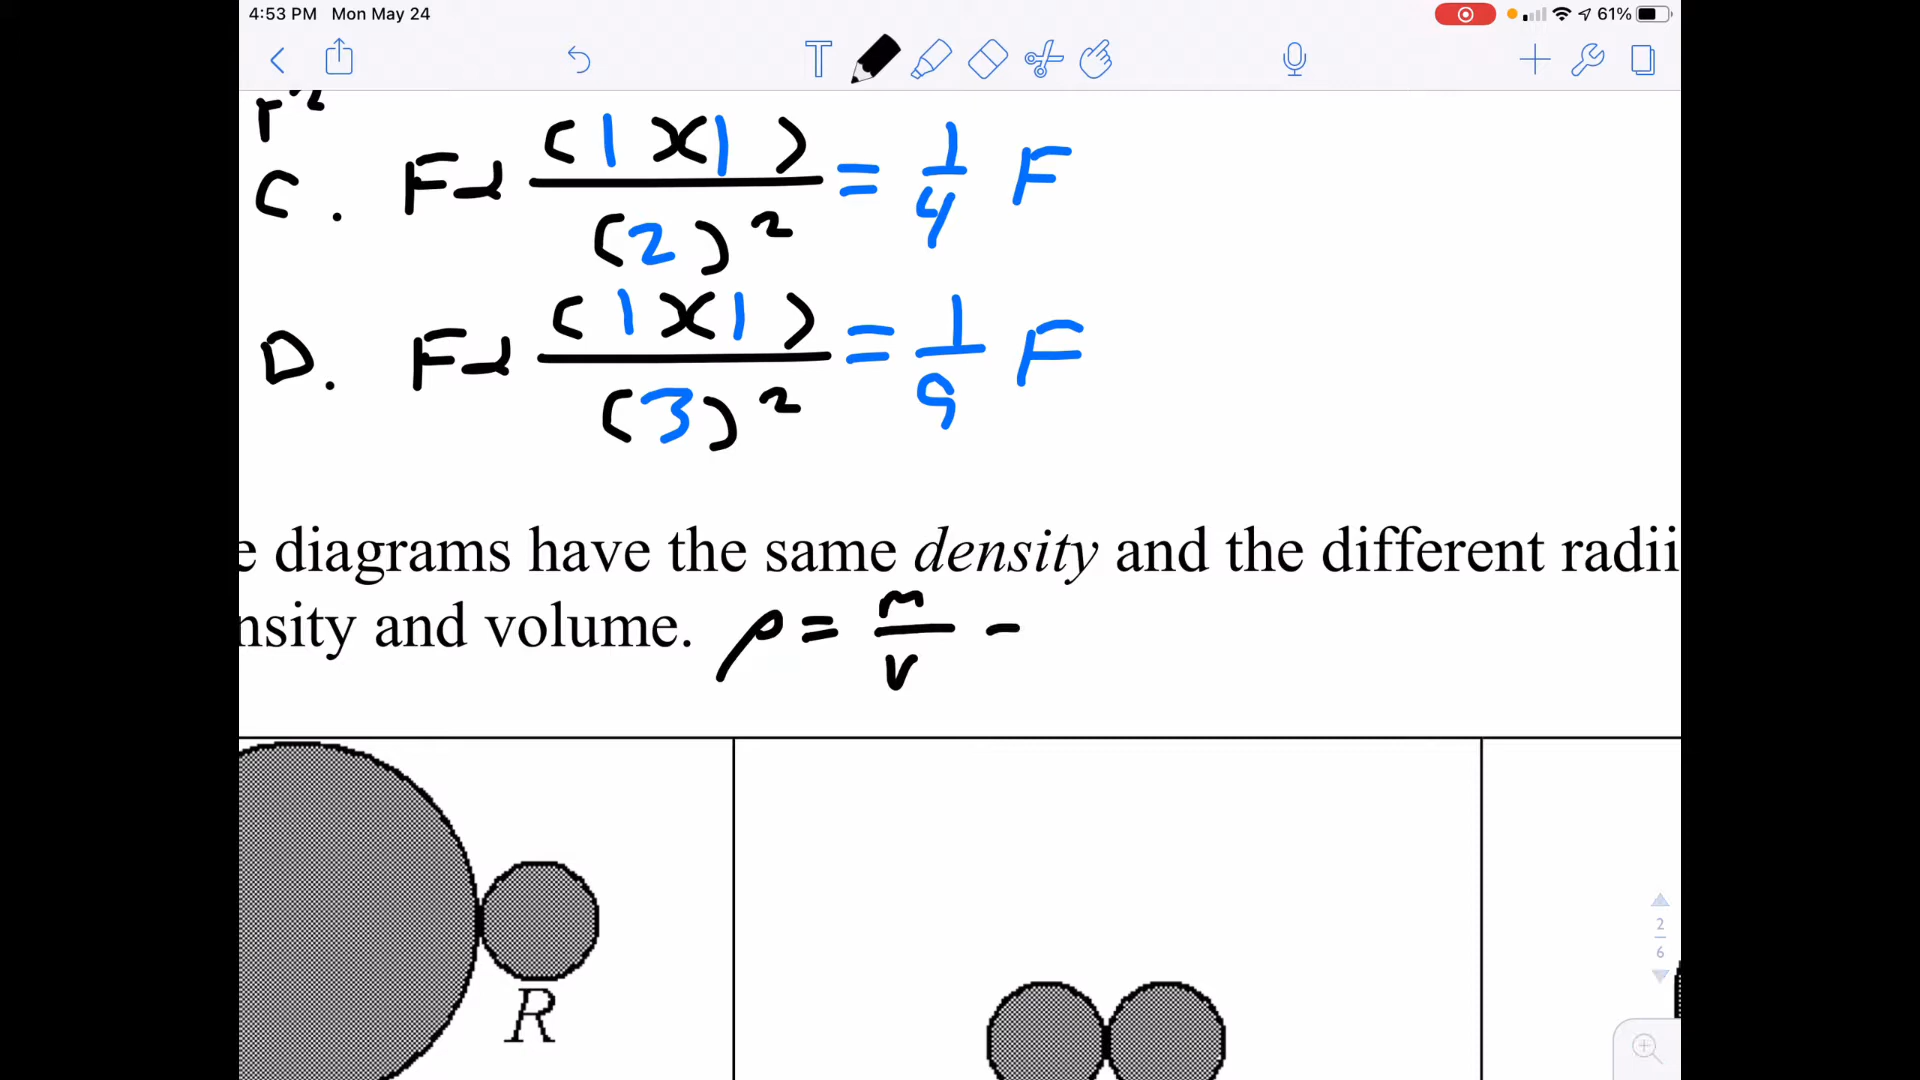 4:53 PM Mon May 24
61%
r²
C. F α (1)(1) / (2)² = 1/4 F
D. F α (1)(1) / (3)² = 1/9 F
e diagrams have the same density and the different radii
nsity and volume. ρ = m/v -
R
2
6